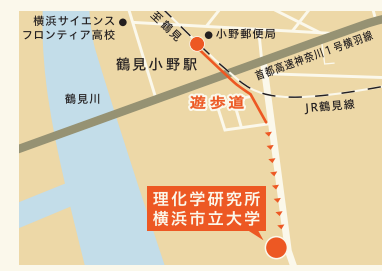 横浜サイエンス
フロンティア高校
至鶴見
小野郵便局
鶴見小野駅
首都高速神奈川1号横羽線
鶴見川
遊歩道
JR鶴見線
理化学研究所
横浜市立大学